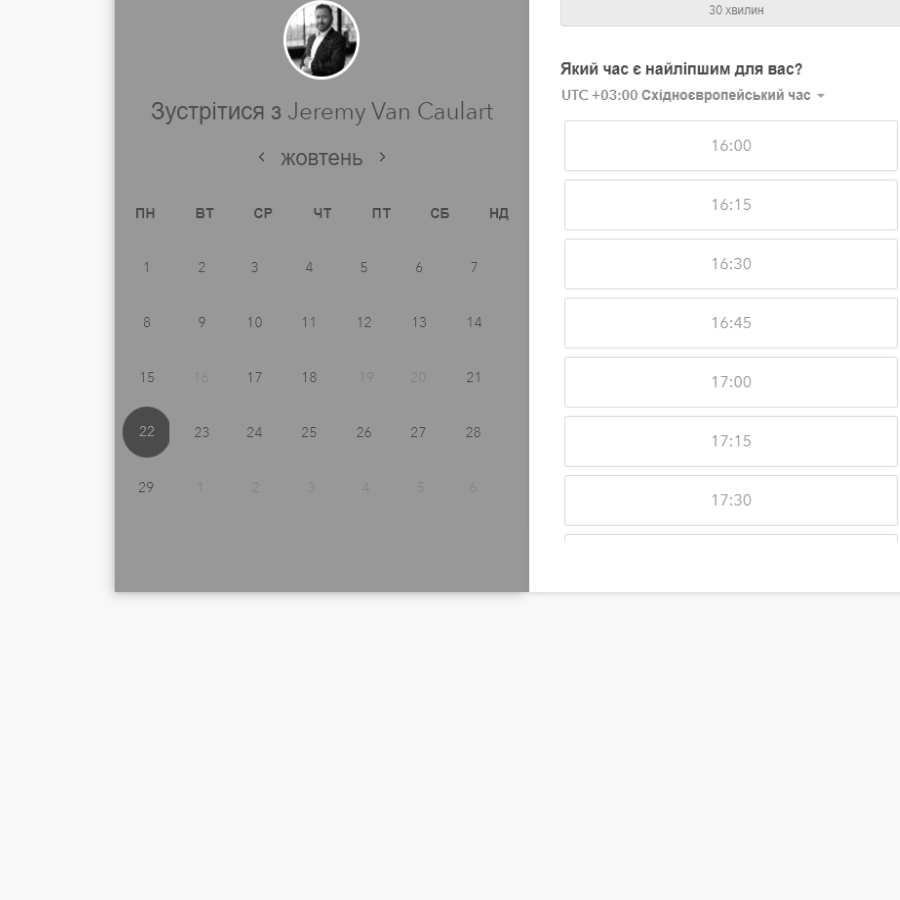 Зустрітися з Jeremy Van Caulart
жовтень
ПН ВТ СР ЧТ ПТ СБ НД
1 2 3 4 5 6 7
8 9 10 11 12 13 14
15 16 17 18 19 20 21
22 23 24 25 26 27 28
29 1 2 3 4 5 6
30 хвилин
Який час є найліпшим для вас?
UTC +03:00 Східноєвропейський час
16:00
16:15
16:30
16:45
17:00
17:15
17:30